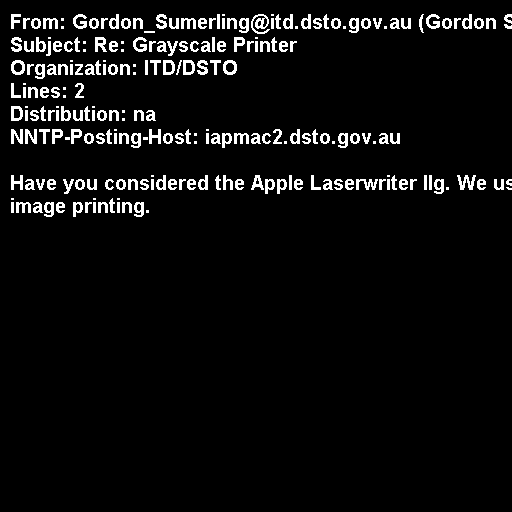 From: Gordon_Sumerling@itd.dsto.gov.au (Gordon S
Subject: Re: Grayscale Printer
Organization: ITD/DSTO
Lines: 2
Distribution: na
NNTP-Posting-Host: iapmac2.dsto.gov.au

Have you considered the Apple Laserwriter IIg. We us
image printing.